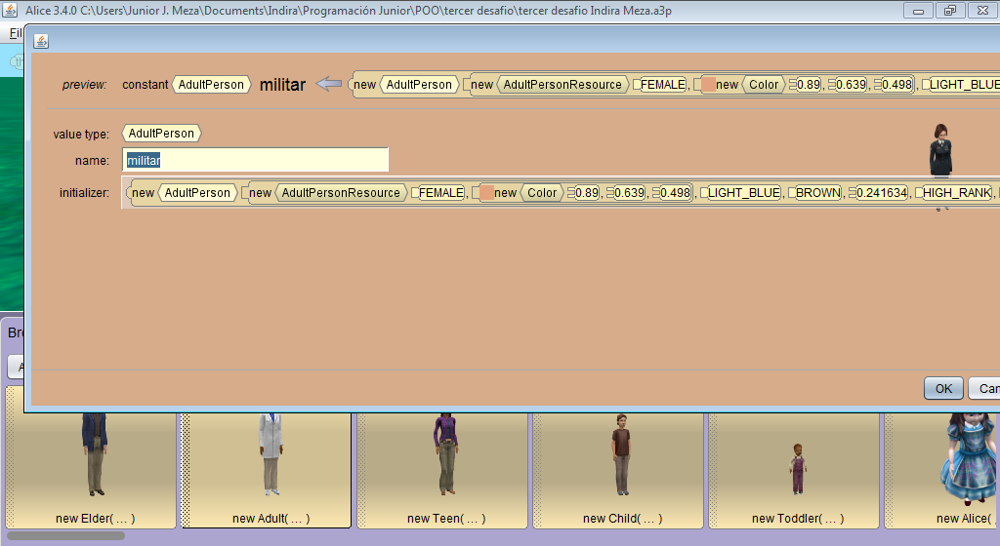 Alice 3.4.0 C:\Users\Junior J. Meza\Documents\Indira\Programación Junior\POO\tercer desafio\tercer desafio Indira Meza.a3p
preview: constant AdultPerson militar new AdultPerson new AdultPersonResource FEMALE, new Color 0.89, 0.639, 0.498, LIGHT_BLUE
value type: AdultPerson
name: militar
initializer: new AdultPerson new AdultPersonResource FEMALE, new Color 0.89, 0.639, 0.498, LIGHT_BLUE, BROWN, 0.241634, HIGH_RANK,
OK
new Elder( ... ) new Adult( ... ) new Teen( ... ) new Child( ... ) new Toddler( ... ) new Alice(